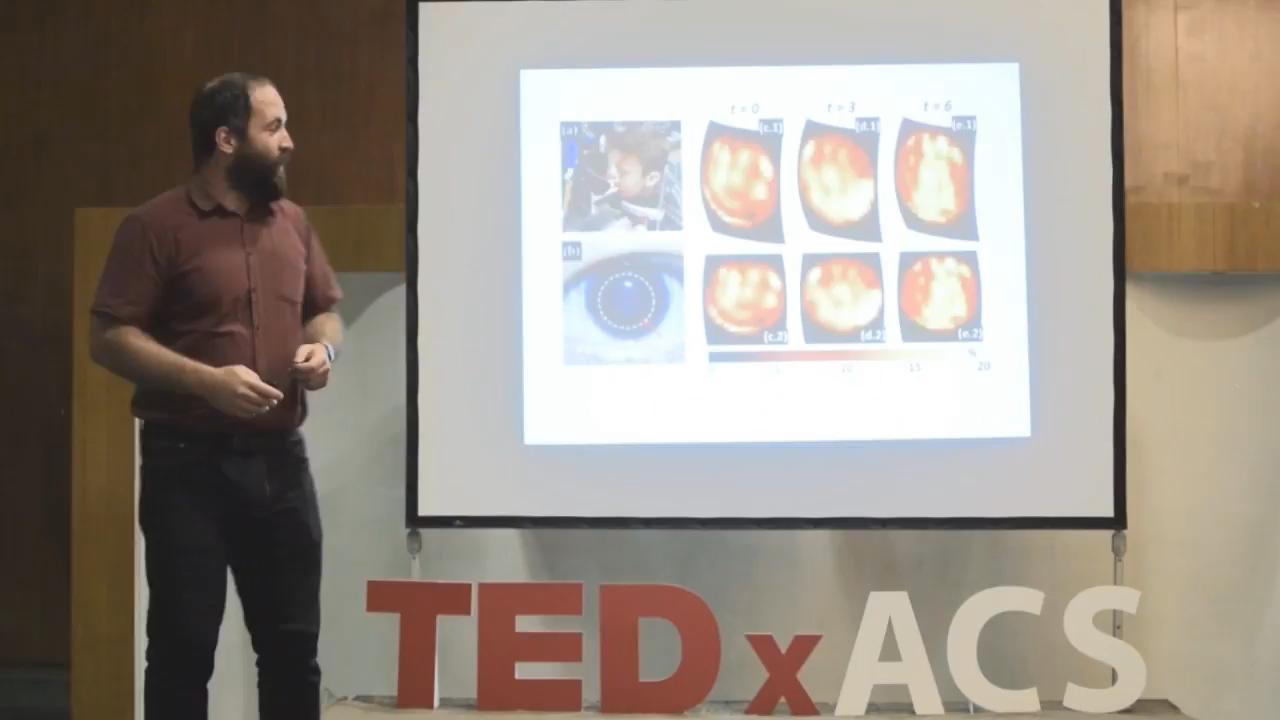 t = 0 t = 3 t = 6
(a) (c.1) (d.1) (e.1)
(b)
(c.2) (d.2) (e.2)
%
10 15 20
TEDxACS